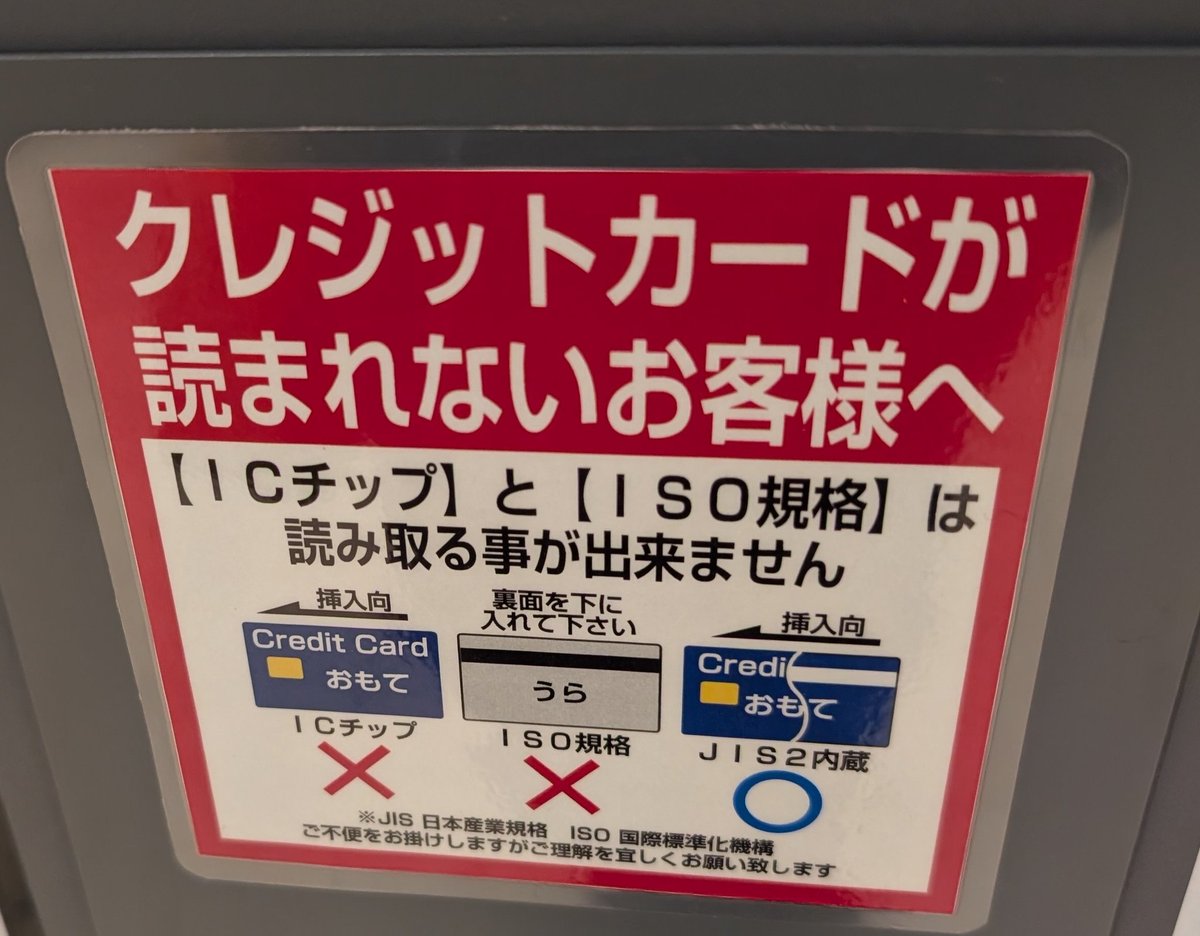 クレジットカードが
読まれないお客様へ
【ＩＣチップ】と【ＩＳＯ規格】は
読み取る事が出来ません
挿入向
Credit Card
おもて
ＩＣチップ
裏面を下に
入れて下さい
うら
ＩＳＯ規格
挿入向
Credi
おもて
ＪＩＳ２内蔵
※JIS 日本産業規格　ISO 国際標準化機構
ご不便をお掛けしますがご理解を宜しくお願い致します